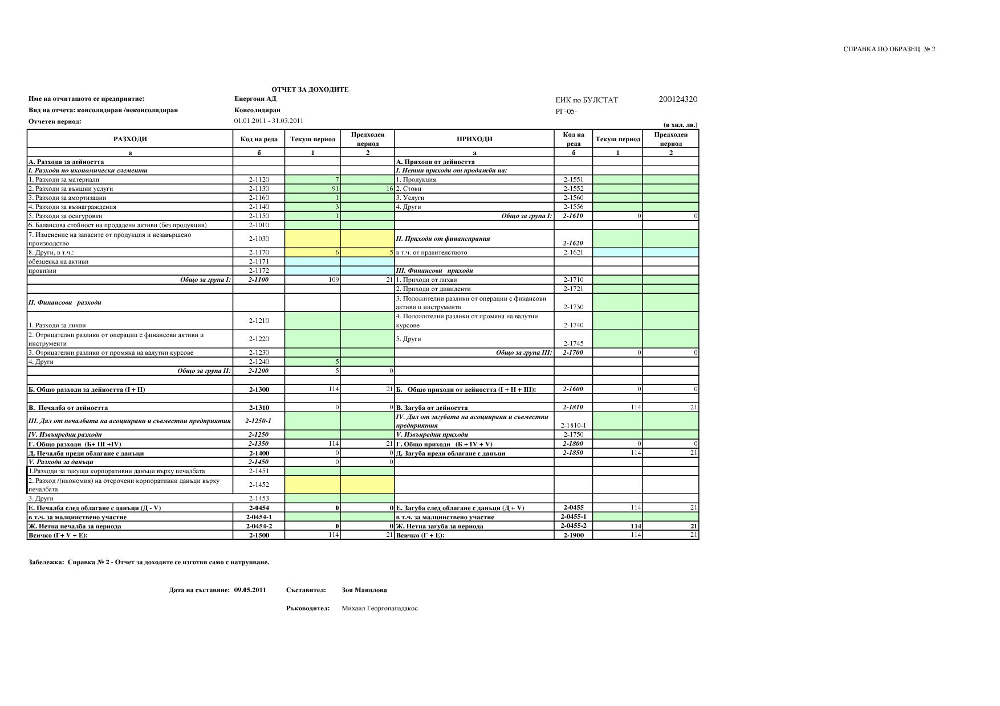 СПРАВКА ПО ОБРАЗЕЦ № 2
ОТЧЕТ ЗА ДОХОДИТЕ
Име на отчитащото се предприятие: Енергони АД ЕИК по БУЛСТАТ 200124320
Вид на отчета: консолидиран /неконсолидиран Консолидиран РГ-05-
Отчетен период: 01.01.2011 - 31.03.2011 (в хил. лв.)
РАЗХОДИ Код на реда Текущ период Предходен период ПРИХОДИ Код на реда Текущ период Предходен период
а б 1 2 а б 1 2
А. Разходи за дейността А. Приходи от дейността
I. Разходи по икономически елементи I. Нетни приходи от продажби на:
1. Разходи за материали 2-1120 7 1. Продукция 2-1551
2. Разходи за външни услуги 2-1130 91 16 2. Стоки 2-1552
3. Разходи за амортизации 2-1160 1 3. Услуги 2-1560
4. Разходи за възнаграждения 2-1140 3 4. Други 2-1556
5. Разходи за осигуровки 2-1150 1 Общо за група I: 2-1610 0 0
6. Балансова стойност на продадени активи (без продукция) 2-1010
7. Изменение на запасите от продукция и незавършено
производство 2-1030 II. Приходи от финансирания 2-1620
8. Други, в т.ч.: 2-1170 6 5 в т.ч. от правителството 2-1621
обезценка на активи 2-1171
провизии 2-1172 III. Финансови приходи
Общо за група I: 2-1100 109 21 1. Приходи от лихви 2-1710
2. Приходи от дивиденти 2-1721
II. Финансови разходи 3. Положителни разлики от операции с финансови
активи и инструменти 2-1730
1. Разходи за лихви 2-1210 4. Положителни разлики от промяна на валутни
курсове 2-1740
2. Отрицателни разлики от операции с финансови активи и
инструменти 2-1220 5. Други 2-1745
3. Отрицателни разлики от промяна на валутни курсове 2-1230 Общо за група III: 2-1700 0 0
4. Други 2-1240 5
Общо за група II: 2-1200 5 0
Б. Общо разходи за дейността (I + II) 2-1300 114 21 Б. Общо приходи от дейността (I + II + III): 2-1600 0 0
В. Печалба от дейността 2-1310 0 0 В. Загуба от дейността 2-1810 114 21
III. Дял от печалбата на асоциирани и съвместни предприятия 2-1250-1 IV. Дял от загубата на асоциирани и съвместни
предприятия 2-1810-1
IV. Извънредни разходи 2-1250 V. Извънредни приходи 2-1750
Г. Общо разходи (Б+ III +IV) 2-1350 114 21 Г. Общо приходи (Б + IV + V) 2-1800 0 0
Д. Печалба преди облагане с данъци 2-1400 0 0 Д. Загуба преди облагане с данъци 2-1850 114 21
V. Разходи за данъци 2-1450 0 0
1.Разходи за текущи корпоративни данъци върху печалбата 2-1451
2. Разход /(икономия) на отсрочени корпоративни данъци върху
печалбата 2-1452
3. Други 2-1453
Е. Печалба след облагане с данъци (Д - V) 2-0454 0 0 Е. Загуба след облагане с данъци (Д + V) 2-0455 114 21
в т.ч. за малцинствено участие 2-0454-1 в т.ч. за малцинствено участие 2-0455-1
Ж. Нетна печалба за периода 2-0454-2 0 0 Ж. Нетна загуба за периода 2-0455-2 114 21
Всичко (Г+ V + Е): 2-1500 114 21 Всичко (Г + Е): 2-1900 114 21
Забележка: Справка № 2 - Отчет за доходите се изготвя само с натрупване.
Дата на съставяне: 09.05.2011 Съставител: Зоя Манолова
Ръководител: Михаил Георгопападакос